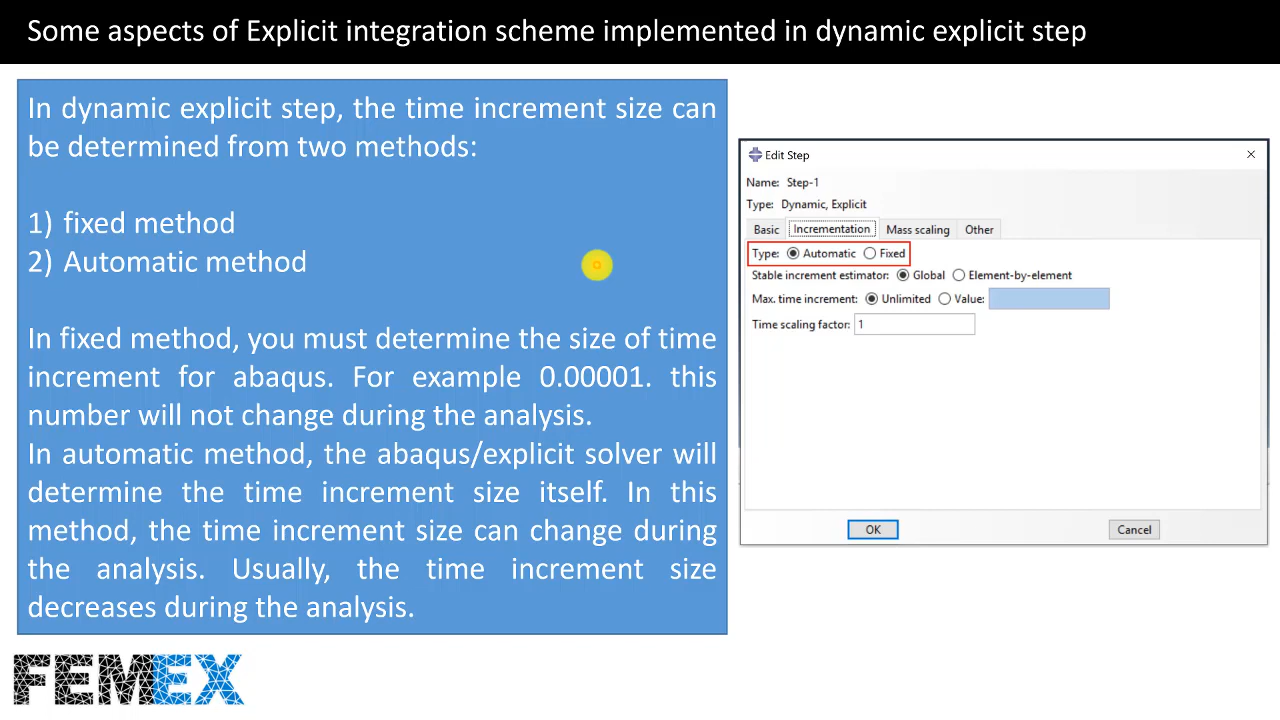 Some aspects of Explicit integration scheme implemented in dynamic explicit step
In dynamic explicit step, the time increment size can
be determined from two methods:
1) fixed method
2) Automatic method
In fixed method, you must determine the size of time
increment for abaqus. For example 0.00001. this
number will not change during the analysis.
In automatic method, the abaqus/explicit solver will
determine the time increment size itself. In this
method, the time increment size can change during
the analysis. Usually, the time increment size
decreases during the analysis.
Edit Step
Name: Step-1
Type: Dynamic, Explicit
Basic Incrementation Mass scaling Other
Type: Automatic Fixed
Stable increment estimator: Global Element-by-element
Max. time increment: Unlimited Value:
Time scaling factor: 1
OK Cancel
FEMEX